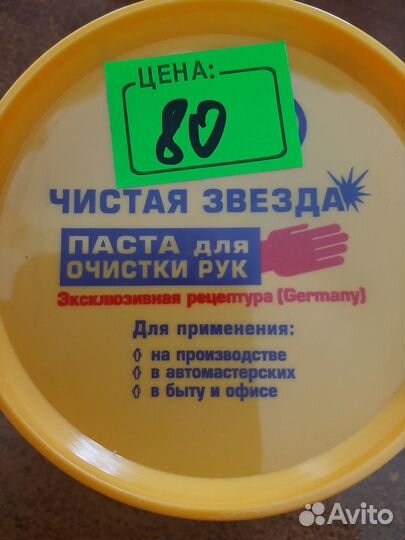 ЦЕНА:
80
ЧИСТАЯ ЗВЕЗДА
ПАСТА для
ОЧИСТКИ РУК
Эксклюзивная рецептура (Germany)
Для применения:
на производстве
в автомастерских
в быту и офисе
Avito